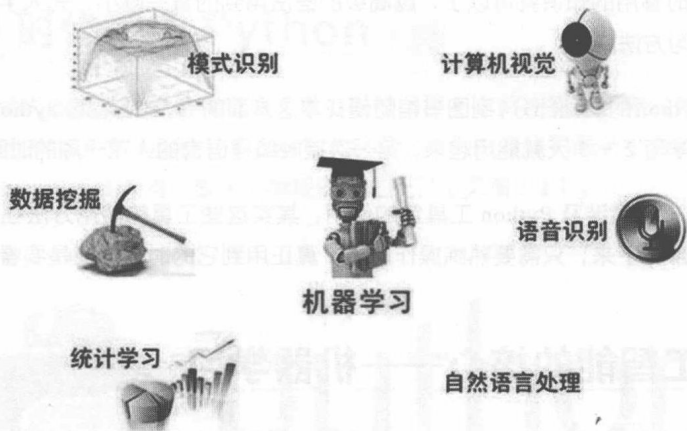 模式识别
计算机视觉
数据挖掘
语音识别
机器学习
统计学习
自然语言处理